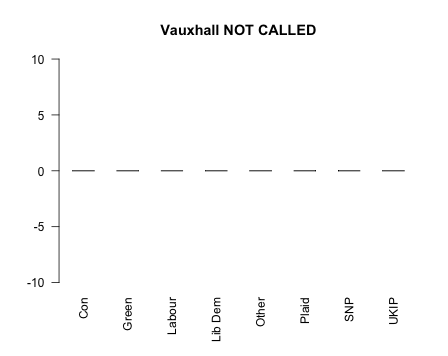 Vauxhall NOT CALLED
10
5
0
-5
-10
Con
Green
Labour
Lib Dem
Other
Plaid
SNP
UKIP